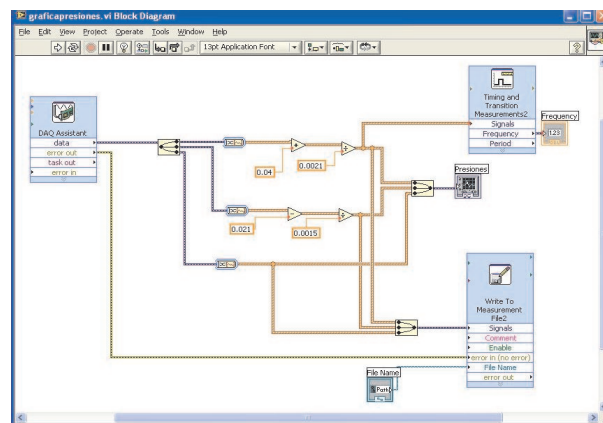 graficapresiones.vi Block Diagram
File Edit View Project Operate Tools Window Help
13pt Application Font
DAQ Assistant
data
error out
task out
error in
0.04
0.0021
0.021
0.0015
Timing and
Transition
Measurements2
Signals
Frequency
Period
Frequency
1.23
Presiones
Write To
Measurement
File2
Signals
Comment
Enable
error in (no error)
File Name
error out
File Name
Path